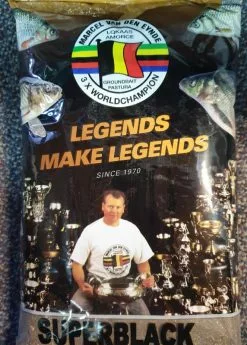 MARCEL VAN DEN EYNDE
LOKAAS
AMORCE
GROUNDBAIT
PASTURA
3 X WORLDCHAMPION
LEGENDS
MAKE LEGENDS
SINCE 1970
SUPERBLACK